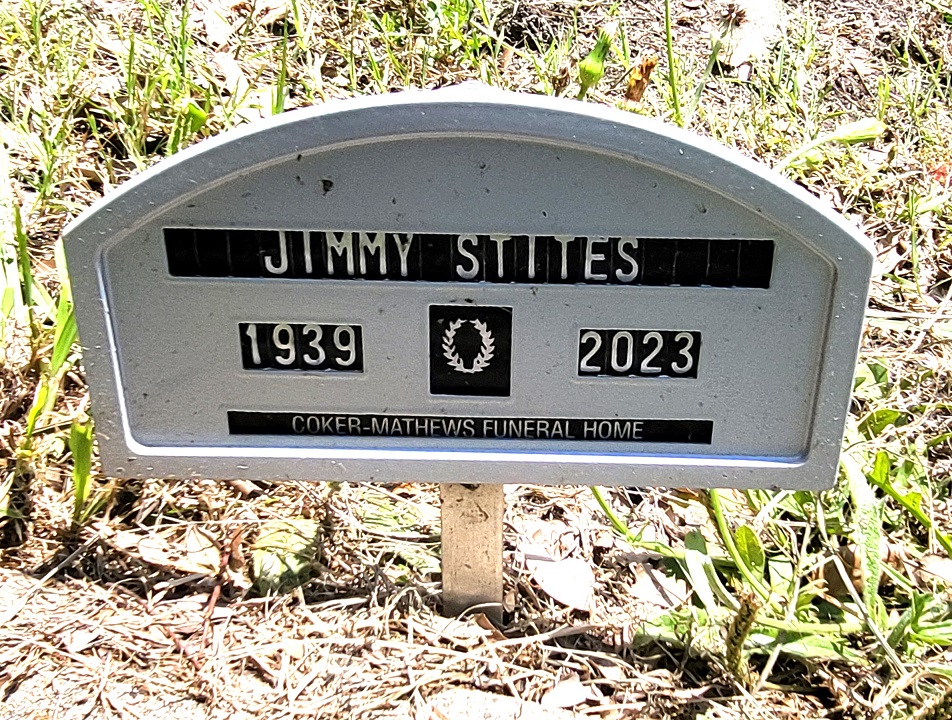 JIMMY STITES
1939 2023
COKER-MATHEWS FUNERAL HOME